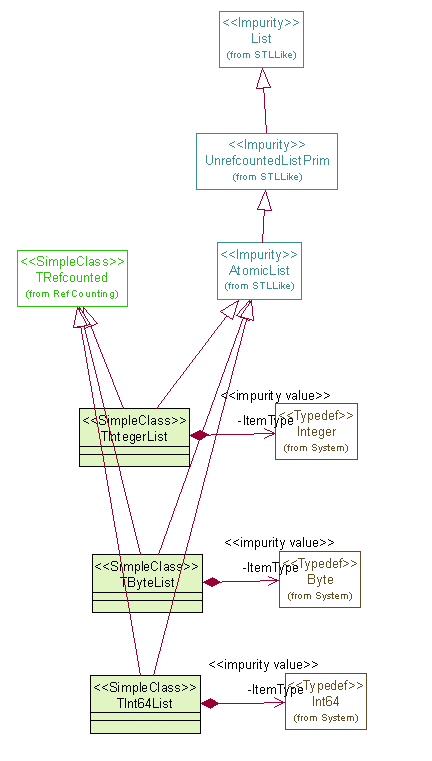 <<Impurity>>
List
(from STLLike)
<<Impurity>>
UnrefcountedListPrim
(from STLLike)
<<SimpleClass>>
TRefcounted
(from RefCounting)
<<Impurity>>
AtomicList
(from STLLike)
<<SimpleClass>>
TIntegerList
<<impurity value>>
-ItemType
<<Typedef>>
Integer
(from System)
<<SimpleClass>>
TByteList
<<impurity value>>
-ItemType
<<Typedef>>
Byte
(from System)
<<SimpleClass>>
TInt64List
<<impurity value>>
-ItemType
<<Typedef>>
Int64
(from System)